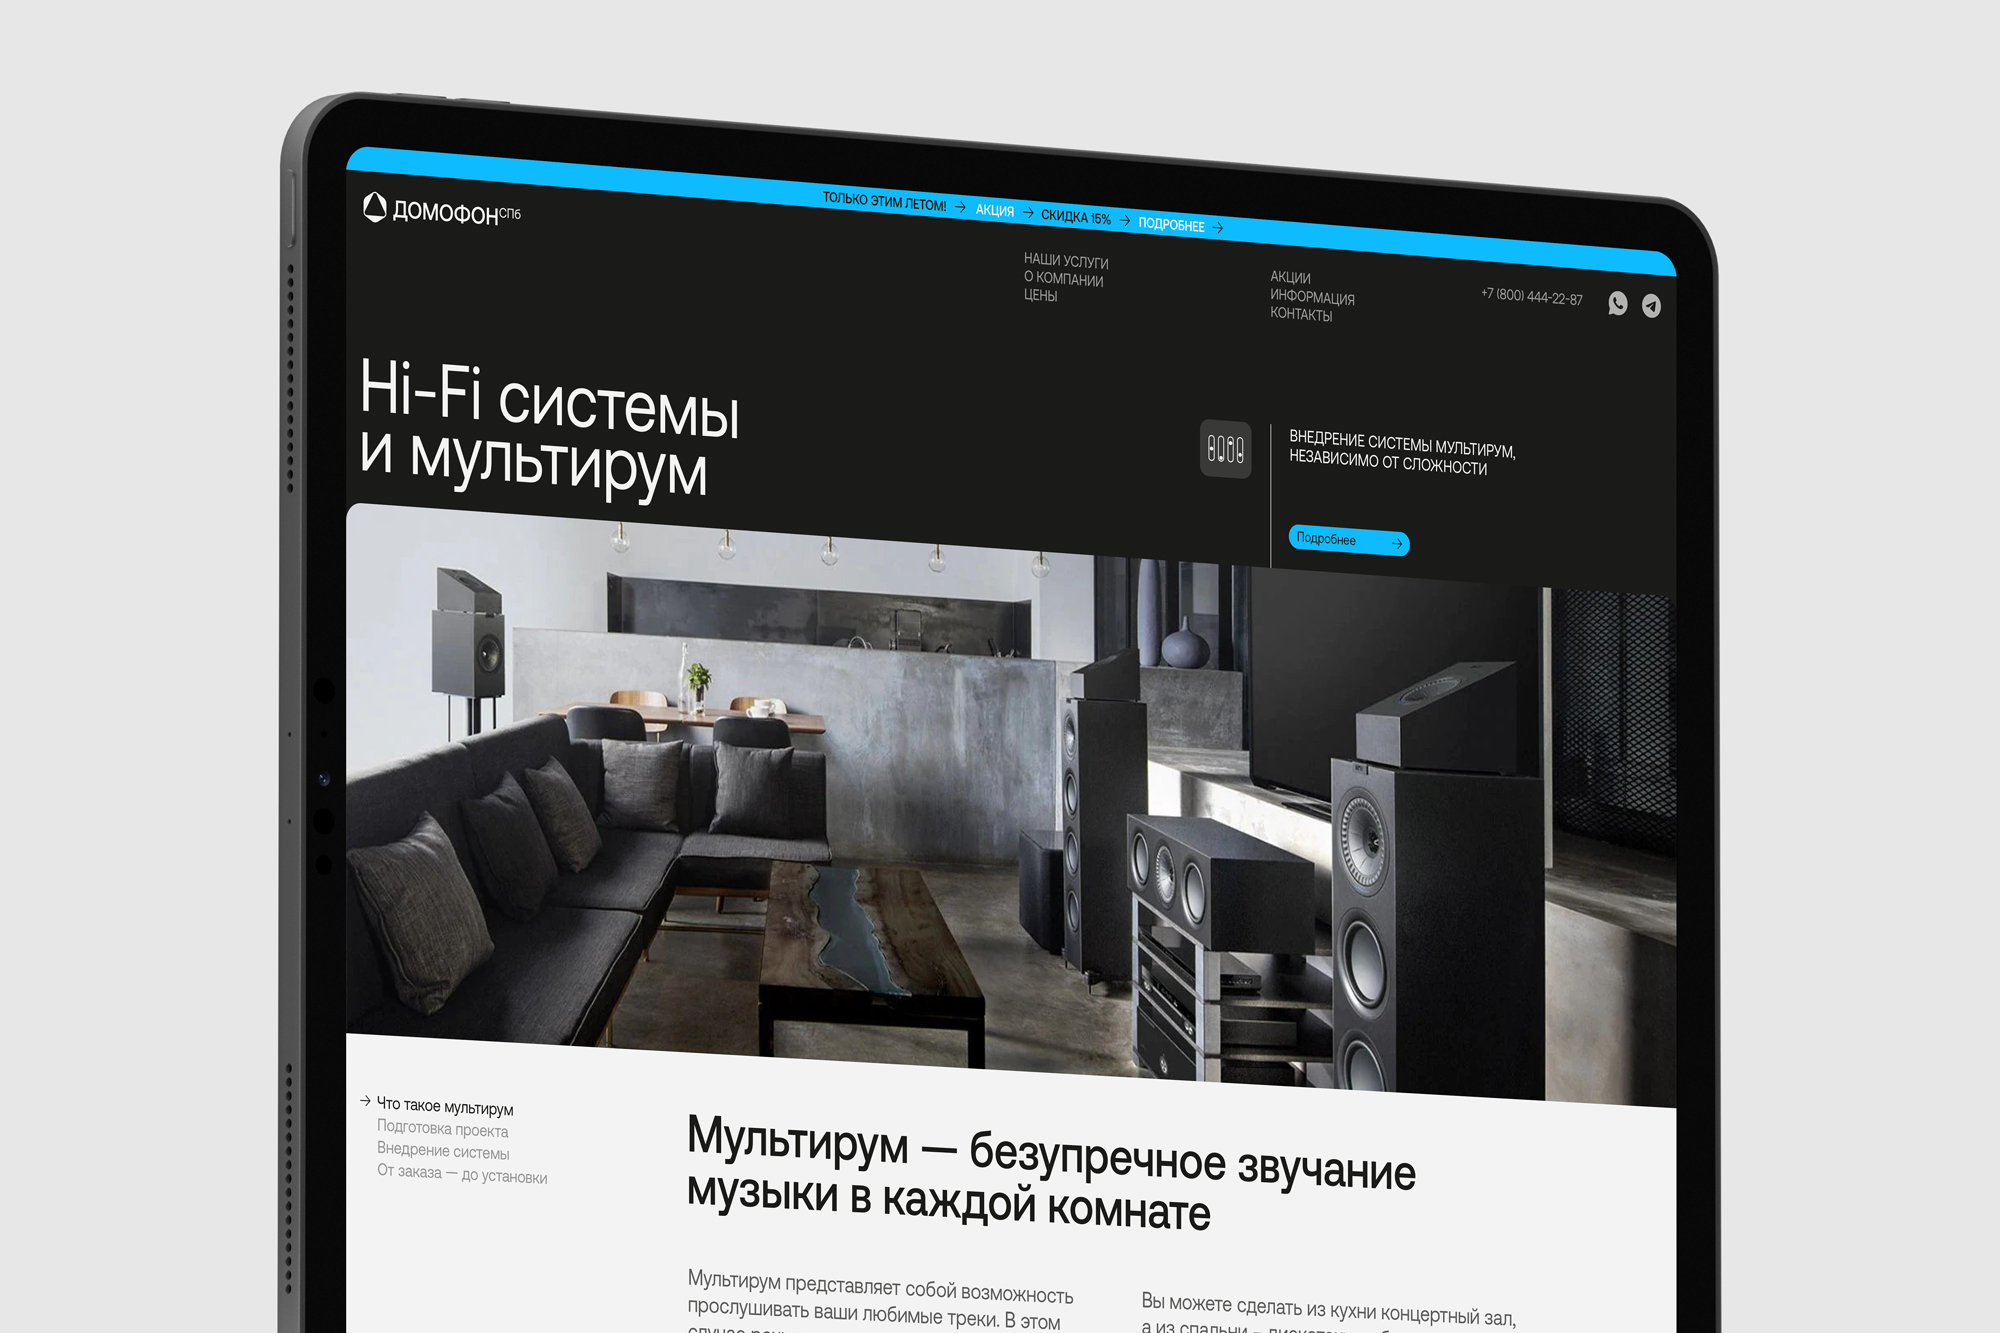 ТОЛЬКО ЭТИМ ЛЕТОМ! → АКЦИЯ → СКИДКА 15% → ПОДРОБНЕЕ →
ДОМОФОН СПб
НАШИ УСЛУГИ
О КОМПАНИИ
ЦЕНЫ
АКЦИИ
ИНФОРМАЦИЯ
КОНТАКТЫ
+7 (800) 444-22-87
Hi-Fi системы
и мультирум
ВНЕДРЕНИЕ СИСТЕМЫ МУЛЬТИРУМ,
НЕЗАВИСИМО ОТ СЛОЖНОСТИ
Подробнее →
→ Что такое мультирум
Подготовка проекта
Внедрение системы
От заказа — до установки
Мультирум — безупречное звучание
музыки в каждой комнате
Мультирум представляет собой возможность
прослушивать ваши любимые треки. В этом
Вы можете сделать из кухни концертный зал,
а из спальни –